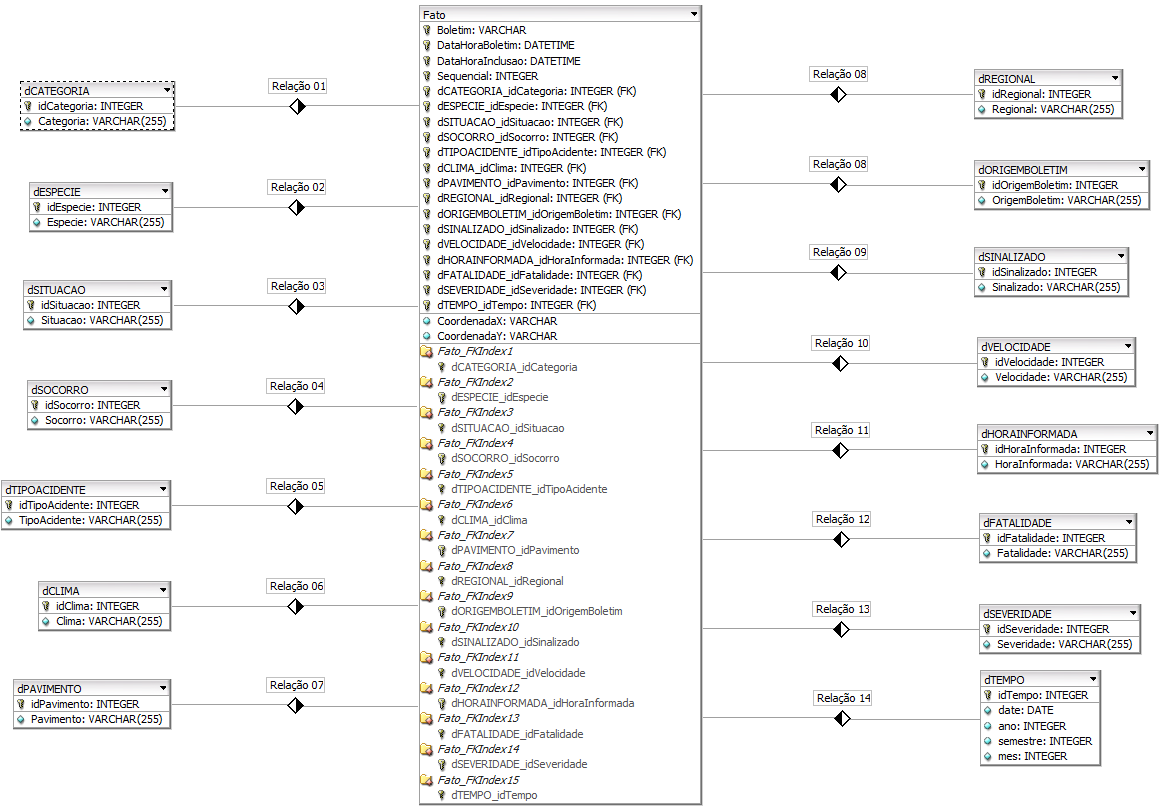 dCATEGORIA
idCategoria: INTEGER
Categoria: VARCHAR(255)
Relação 01
dESPECIE
idEspecie: INTEGER
Especie: VARCHAR(255)
Relação 02
dSITUACAO
idSituacao: INTEGER
Situacao: VARCHAR(255)
Relação 03
dSOCORRO
idSocorro: INTEGER
Socorro: VARCHAR(255)
Relação 04
dTIPOACIDENTE
idTipoAcidente: INTEGER
TipoAcidente: VARCHAR(255)
Relação 05
dCLIMA
idClima: INTEGER
Clima: VARCHAR(255)
Relação 06
dPAVIMENTO
idPavimento: INTEGER
Pavimento: VARCHAR(255)
Relação 07
Fato
Boletim: VARCHAR
DataHoraBoletim: DATETIME
DataHoraInclusao: DATETIME
Sequencial: INTEGER
dCATEGORIA_idCategoria: INTEGER (FK)
dESPECIE_idEspecie: INTEGER (FK)
dSITUACAO_idSituacao: INTEGER (FK)
dSOCORRO_idSocorro: INTEGER (FK)
dTIPOACIDENTE_idTipoAcidente: INTEGER (FK)
dCLIMA_idClima: INTEGER (FK)
dPAVIMENTO_idPavimento: INTEGER (FK)
dREGIONAL_idRegional: INTEGER (FK)
dORIGEMBOLETIM_idOrigemBoletim: INTEGER (FK)
dSINALIZADO_idSinalizado: INTEGER (FK)
dVELOCIDADE_idVelocidade: INTEGER (FK)
dHORAINFORMADA_idHoraInformada: INTEGER (FK)
dFATALIDADE_idFatalidade: INTEGER (FK)
dSEVERIDADE_idSeveridade: INTEGER (FK)
dTEMPO_idTempo: INTEGER (FK)
CoordenadaX: VARCHAR
CoordenadaY: VARCHAR
Fato_FKIndex1
dCATEGORIA_idCategoria
Fato_FKIndex2
dESPECIE_idEspecie
Fato_FKIndex3
dSITUACAO_idSituacao
Fato_FKIndex4
dSOCORRO_idSocorro
Fato_FKIndex5
dTIPOACIDENTE_idTipoAcidente
Fato_FKIndex6
dCLIMA_idClima
Fato_FKIndex7
dPAVIMENTO_idPavimento
Fato_FKIndex8
dREGIONAL_idRegional
Fato_FKIndex9
dORIGEMBOLETIM_idOrigemBoletim
Fato_FKIndex10
dSINALIZADO_idSinalizado
Fato_FKIndex11
dVELOCIDADE_idVelocidade
Fato_FKIndex12
dHORAINFORMADA_idHoraInformada
Fato_FKIndex13
dFATALIDADE_idFatalidade
Fato_FKIndex14
dSEVERIDADE_idSeveridade
Fato_FKIndex15
dTEMPO_idTempo
Relação 08
dREGIONAL
idRegional: INTEGER
Regional: VARCHAR(255)
Relação 08
dORIGEMBOLETIM
idOrigemBoletim: INTEGER
OrigemBoletim: VARCHAR(255)
Relação 09
dSINALIZADO
idSinalizado: INTEGER
Sinalizado: VARCHAR(255)
Relação 10
dVELOCIDADE
idVelocidade: INTEGER
Velocidade: VARCHAR(255)
Relação 11
dHORAINFORMADA
idHoraInformada: INTEGER
HoraInformada: VARCHAR(255)
Relação 12
dFATALIDADE
idFatalidade: INTEGER
Fatalidade: VARCHAR(255)
Relação 13
dSEVERIDADE
idSeveridade: INTEGER
Severidade: VARCHAR(255)
Relação 14
dTEMPO
idTempo: INTEGER
date: DATE
ano: INTEGER
semestre: INTEGER
mes: INTEGER